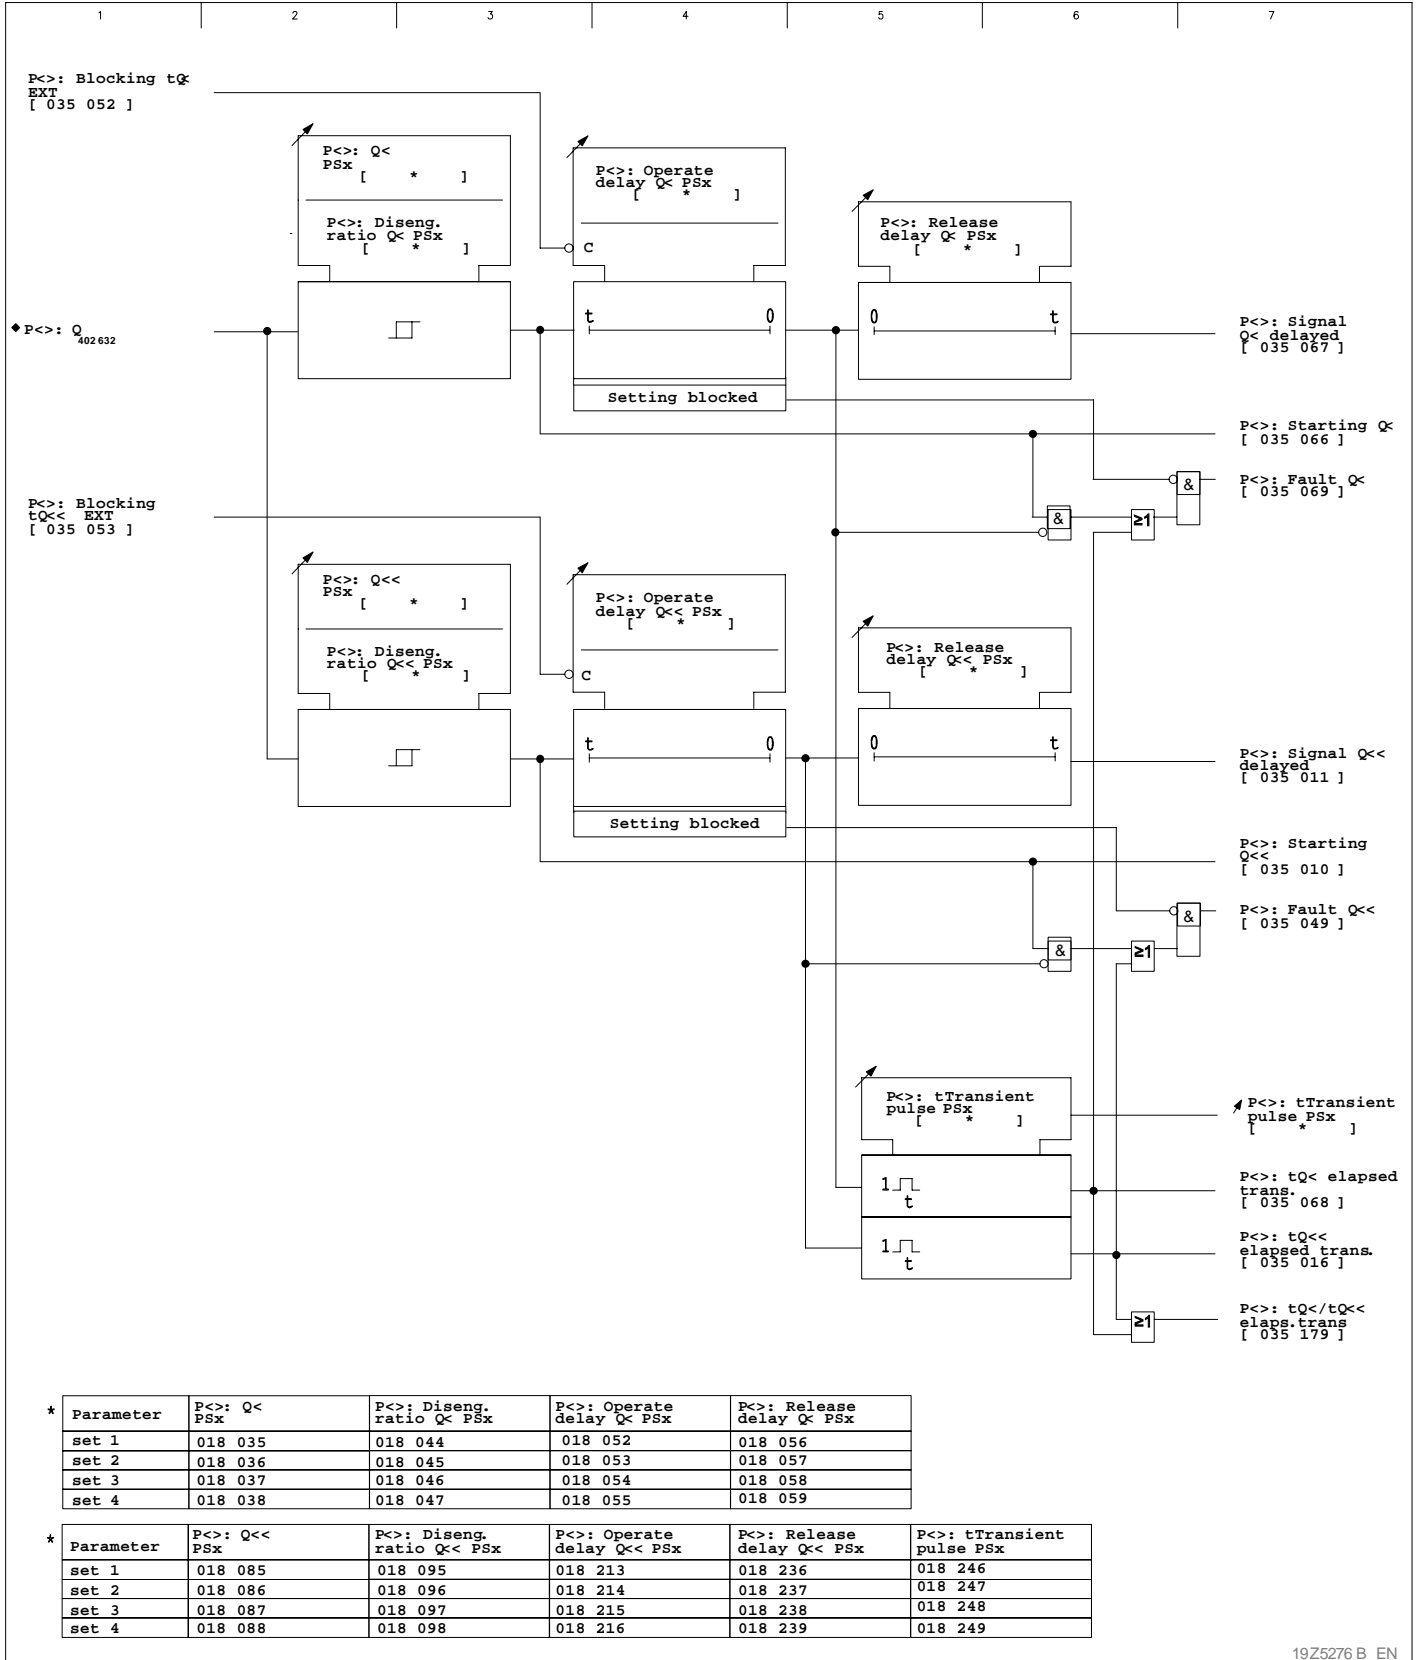 1 2 3 4 5 6 7
P<>: Blocking tQ<
EXT
[ 035 052 ]
P<>: Q<
PSx
[ * ]
P<>: Diseng.
ratio Q< PSx
[ * ]
P<>: Operate
delay Q< PSx
[ * ]
C
P<>: Release
delay Q< PSx
[ * ]
◆ P<>: Q
402 632
t 0
0 t
P<>: Signal
Q< delayed
[ 035 067 ]
Setting blocked
P<>: Starting Q<
[ 035 066 ]
P<>: Fault Q<
[ 035 069 ]
&
& ≥1
P<>: Blocking
tQ<< EXT
[ 035 053 ]
P<>: Q<<
PSx
[ * ]
P<>: Diseng.
ratio Q<< PSx
[ * ]
P<>: Operate
delay Q<< PSx
[ * ]
C
P<>: Release
delay Q<< PSx
[ * ]
t 0
0 t
P<>: Signal Q<<
delayed
[ 035 011 ]
Setting blocked
P<>: Starting
Q<<
[ 035 010 ]
P<>: Fault Q<<
[ 035 049 ]
&
& ≥1
P<>: tTransient
pulse PSx
[ * ]
P<>: tTransient
pulse PSx
[ * ]
1
t
P<>: tQ< elapsed
trans.
[ 035 068 ]
1
t
P<>: tQ<<
elapsed trans.
[ 035 016 ]
≥1
P<>: tQ</tQ<<
elaps.trans
[ 035 179 ]
* Parameter P<>: Q< PSx P<>: Diseng. ratio Q< PSx P<>: Operate delay Q< PSx P<>: Release delay Q< PSx
set 1 018 035 018 044 018 052 018 056
set 2 018 036 018 045 018 053 018 057
set 3 018 037 018 046 018 054 018 058
set 4 018 038 018 047 018 055 018 059
* Parameter P<>: Q<< PSx P<>: Diseng. ratio Q<< PSx P<>: Operate delay Q<< PSx P<>: Release delay Q<< PSx P<>: tTransient pulse PSx
set 1 018 085 018 095 018 213 018 236 018 246
set 2 018 086 018 096 018 214 018 237 018 247
set 3 018 087 018 097 018 215 018 238 018 248
set 4 018 088 018 098 018 216 018 239 018 249
19Z5276 B EN